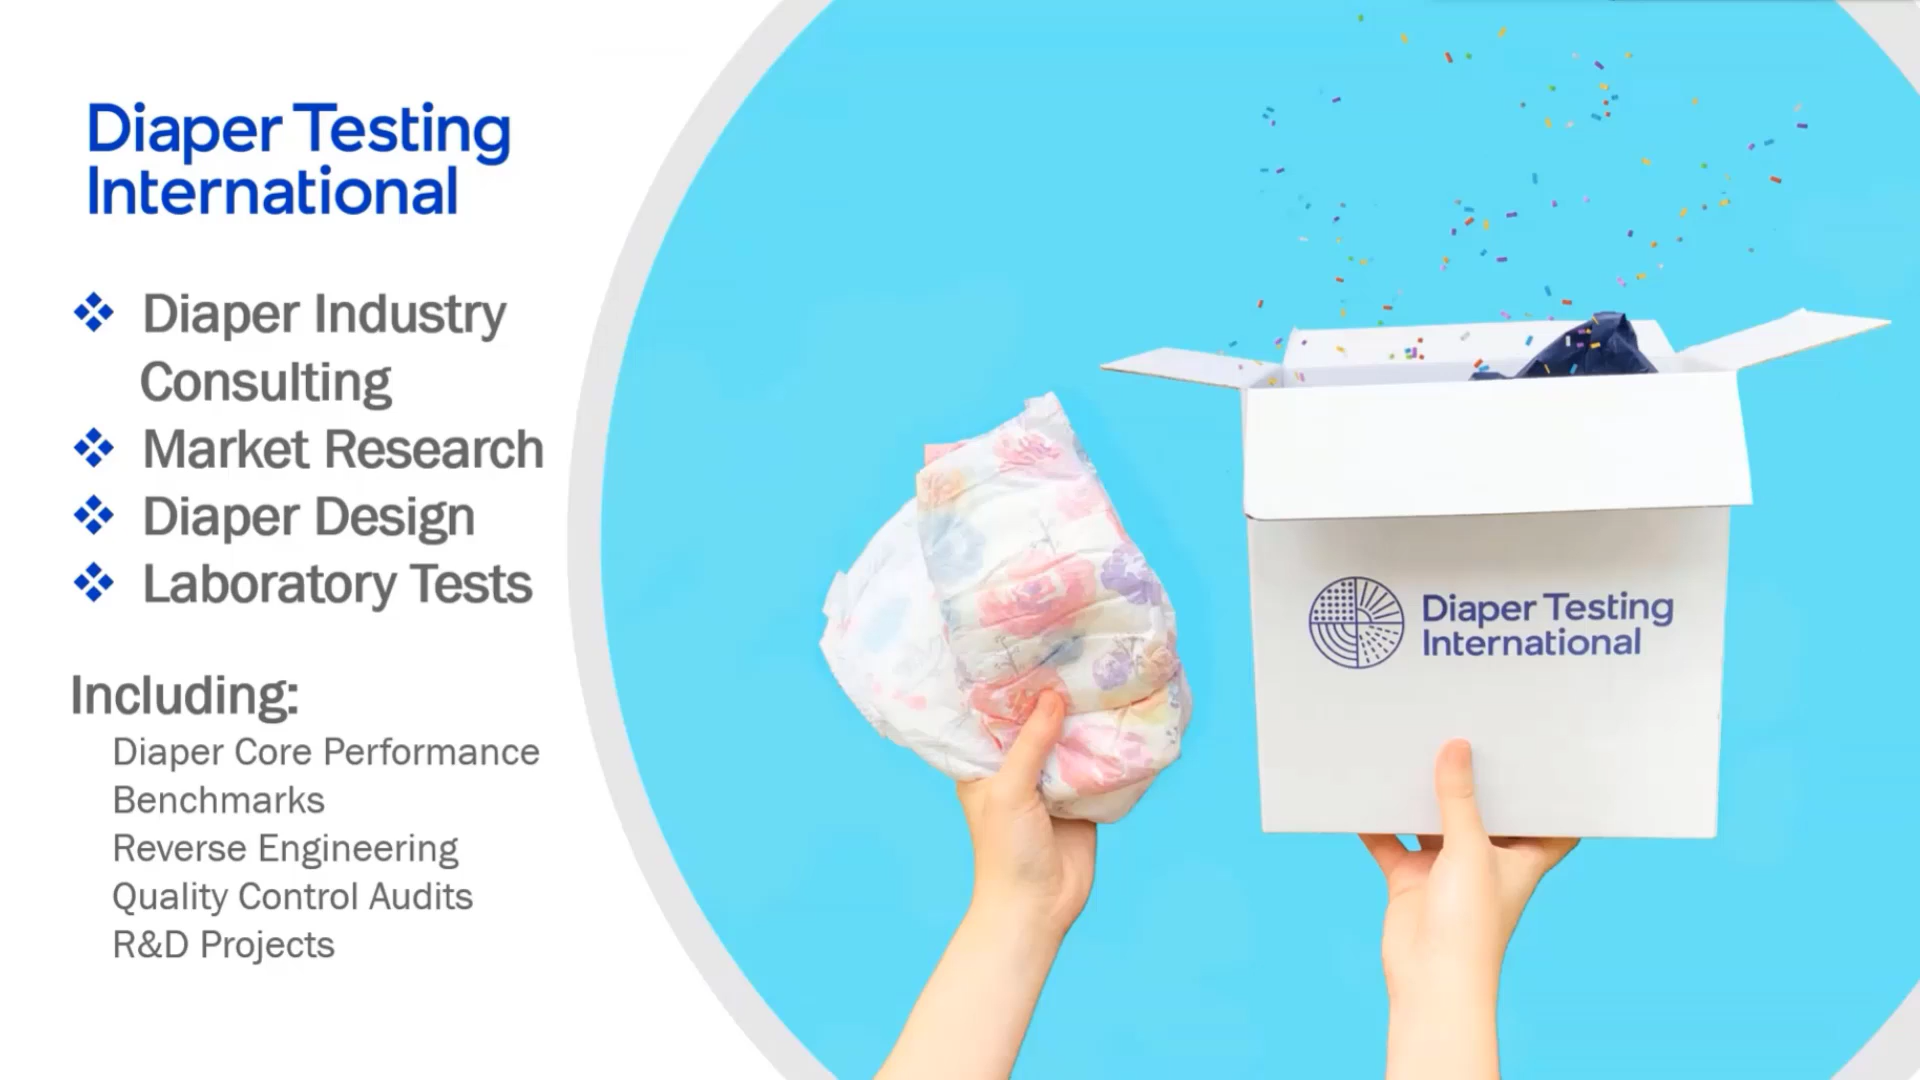 Diaper Testing
International
❖ Diaper Industry
Consulting
❖ Market Research
❖ Diaper Design
❖ Laboratory Tests
Including:
Diaper Core Performance
Benchmarks
Reverse Engineering
Quality Control Audits
R&D Projects
Diaper Testing
International